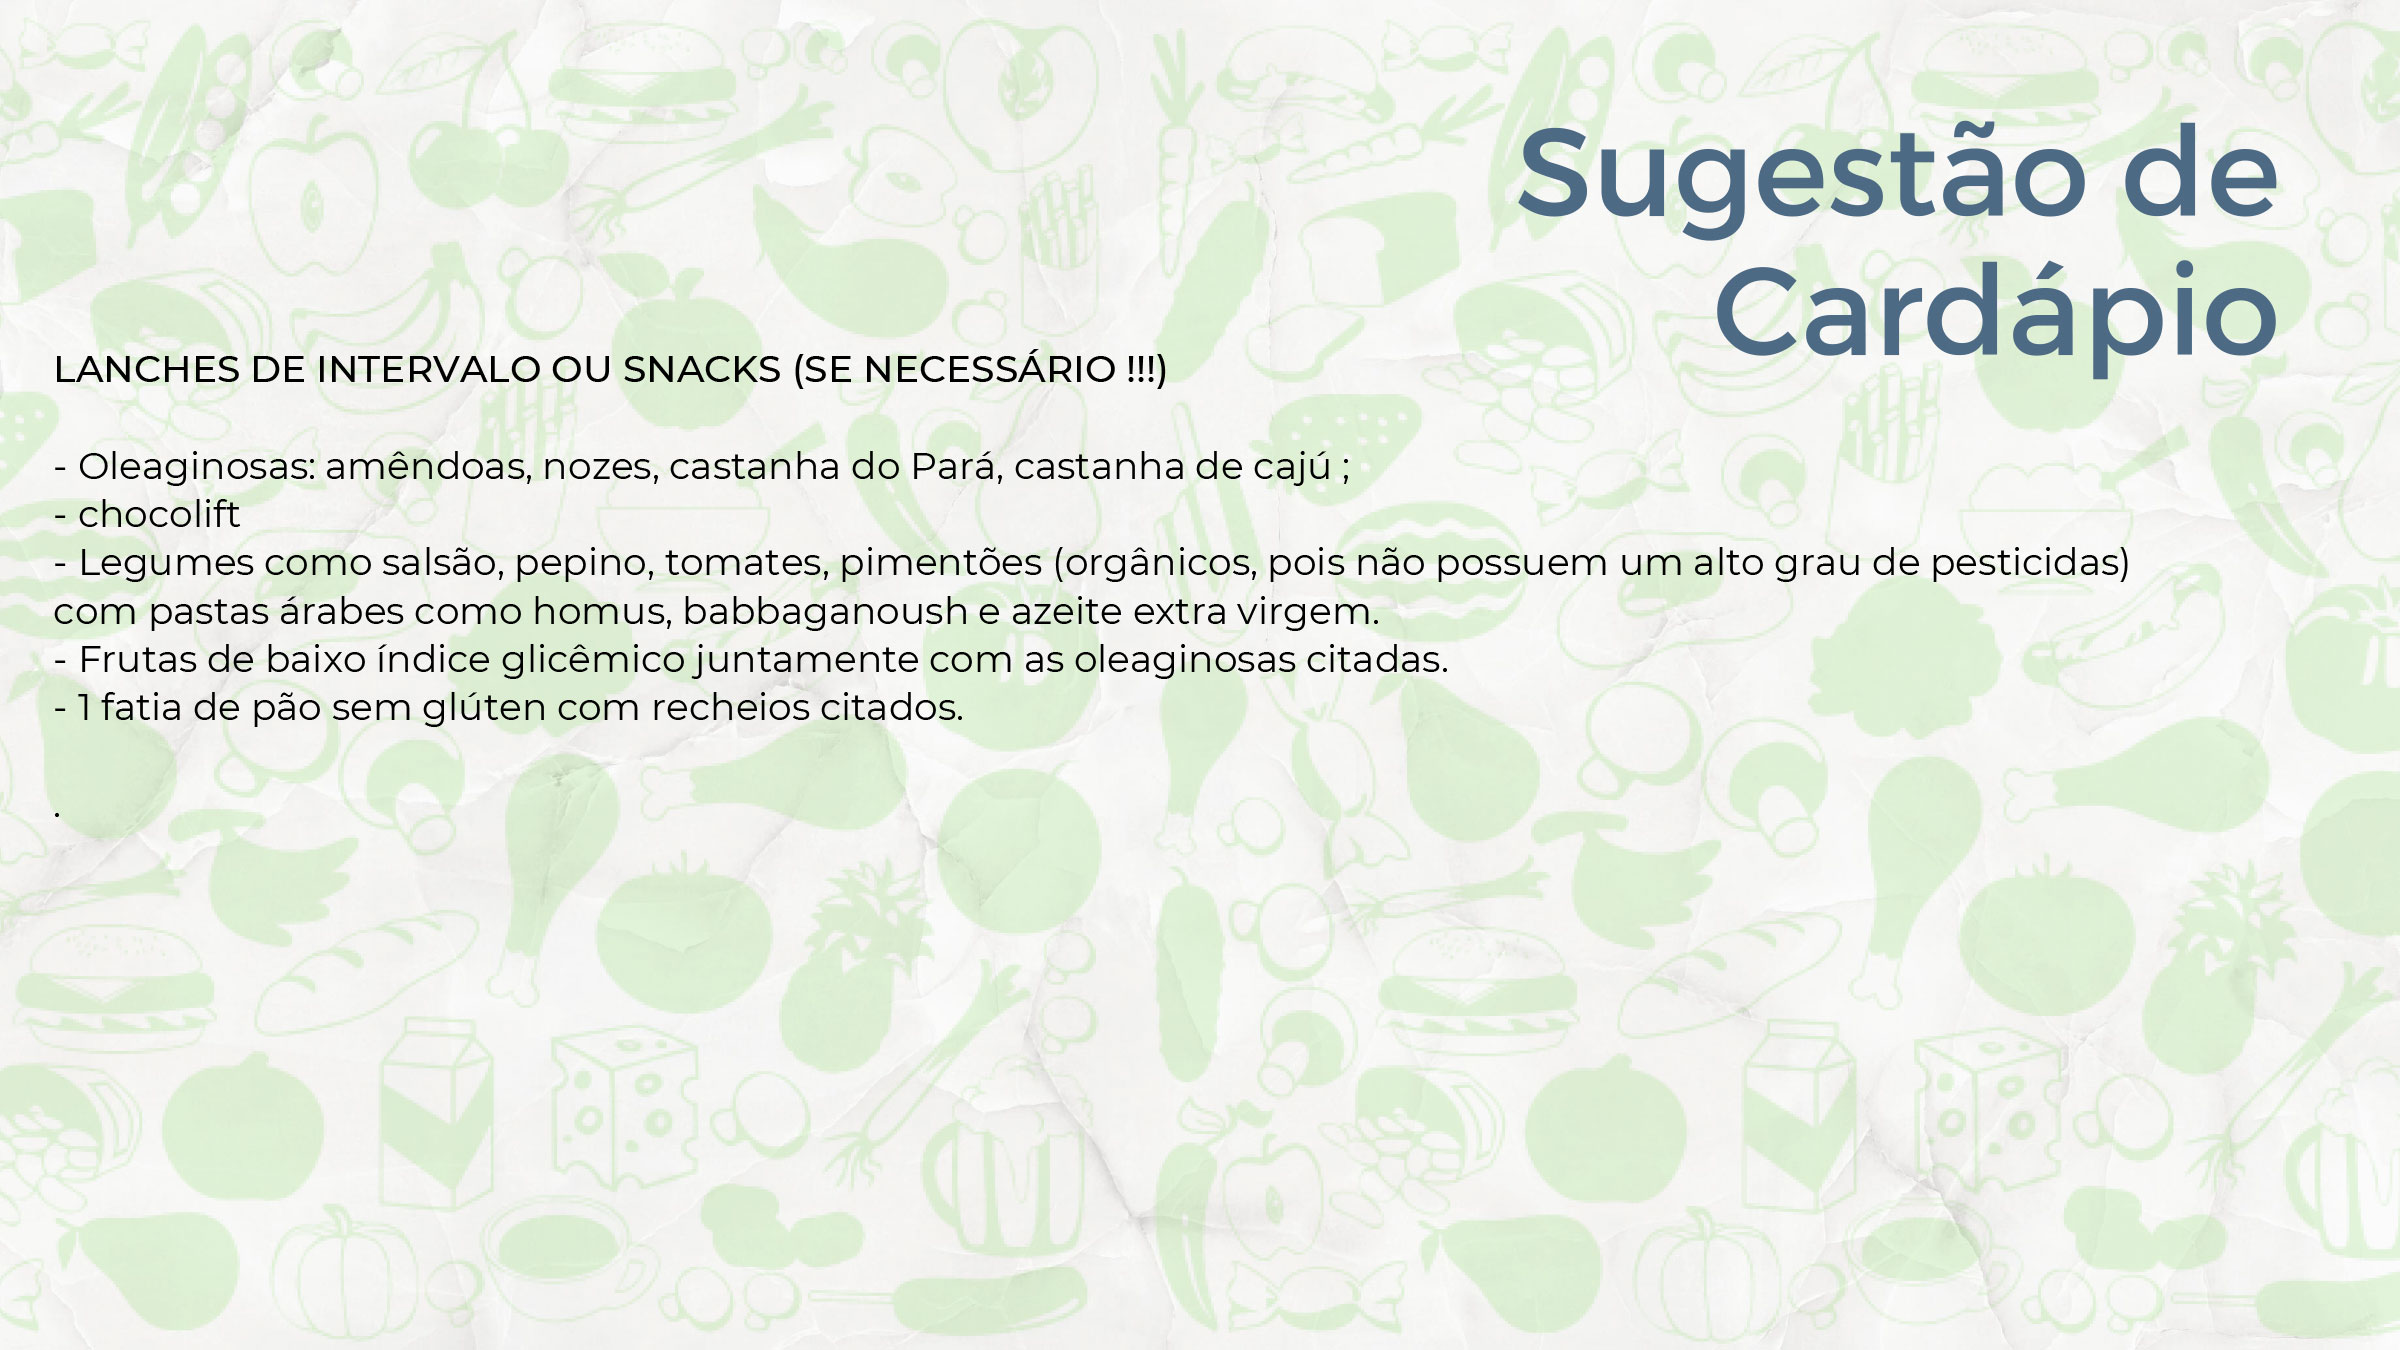 Sugestão de
Cardápio
LANCHES DE INTERVALO OU SNACKS (SE NECESSÁRIO !!!)
- Oleaginosas: amêndoas, nozes, castanha do Pará, castanha de cajú ;
- chocolift
- Legumes como salsão, pepino, tomates, pimentões (orgânicos, pois não possuem um alto grau de pesticidas)
com pastas árabes como homus, babbaganoush e azeite extra virgem.
- Frutas de baixo índice glicêmico juntamente com as oleaginosas citadas.
- 1 fatia de pão sem glúten com recheios citados.
.